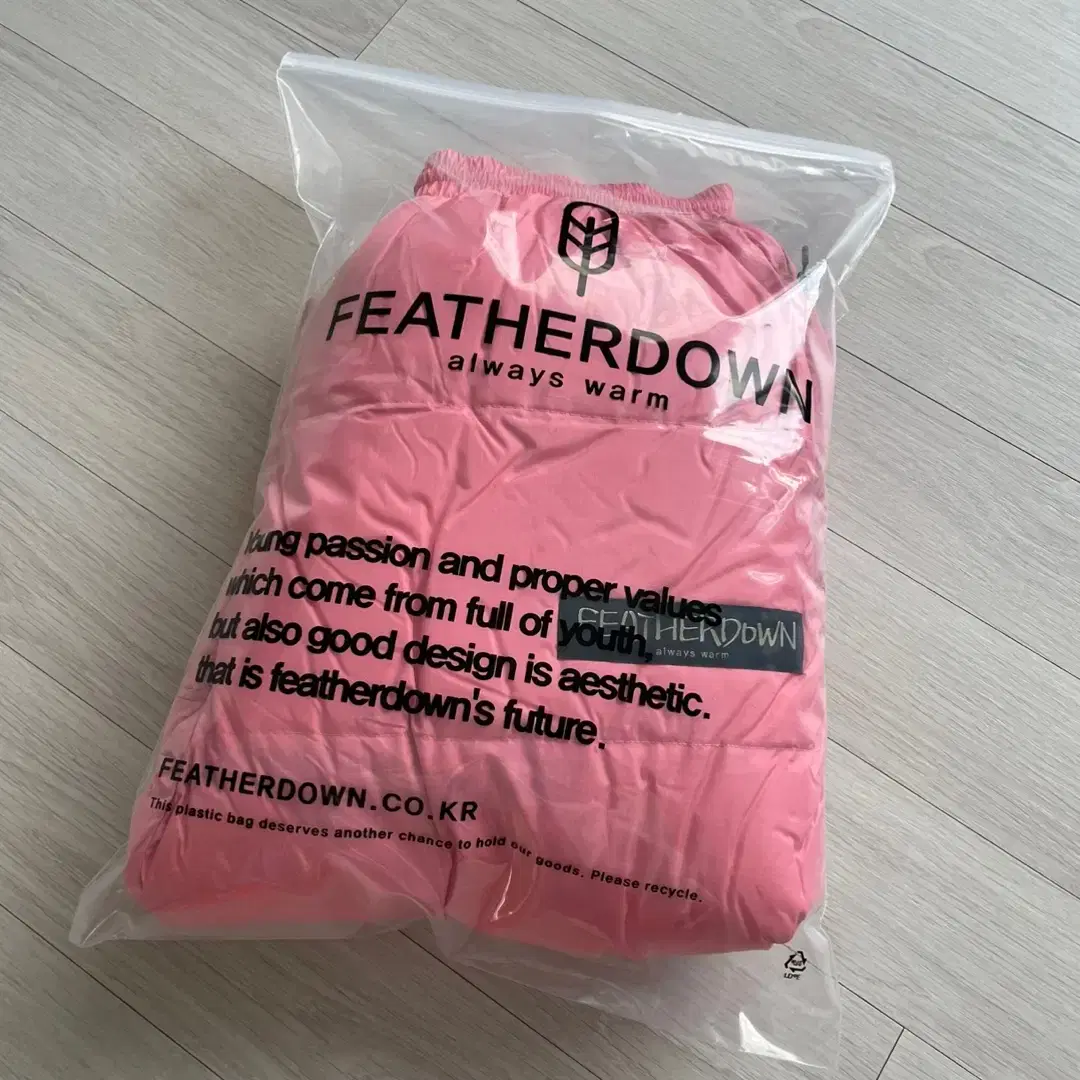 FEATHERDOWN
always warm
Young passion and proper values
which come from full of youth,
but also good design is aesthetic.
that is featherdown's future.
FEATHERDOWN
always warm
FEATHERDOWN.CO.KR
This plastic bag deserves another chance to hold our goods. Please recycle.
LDPE